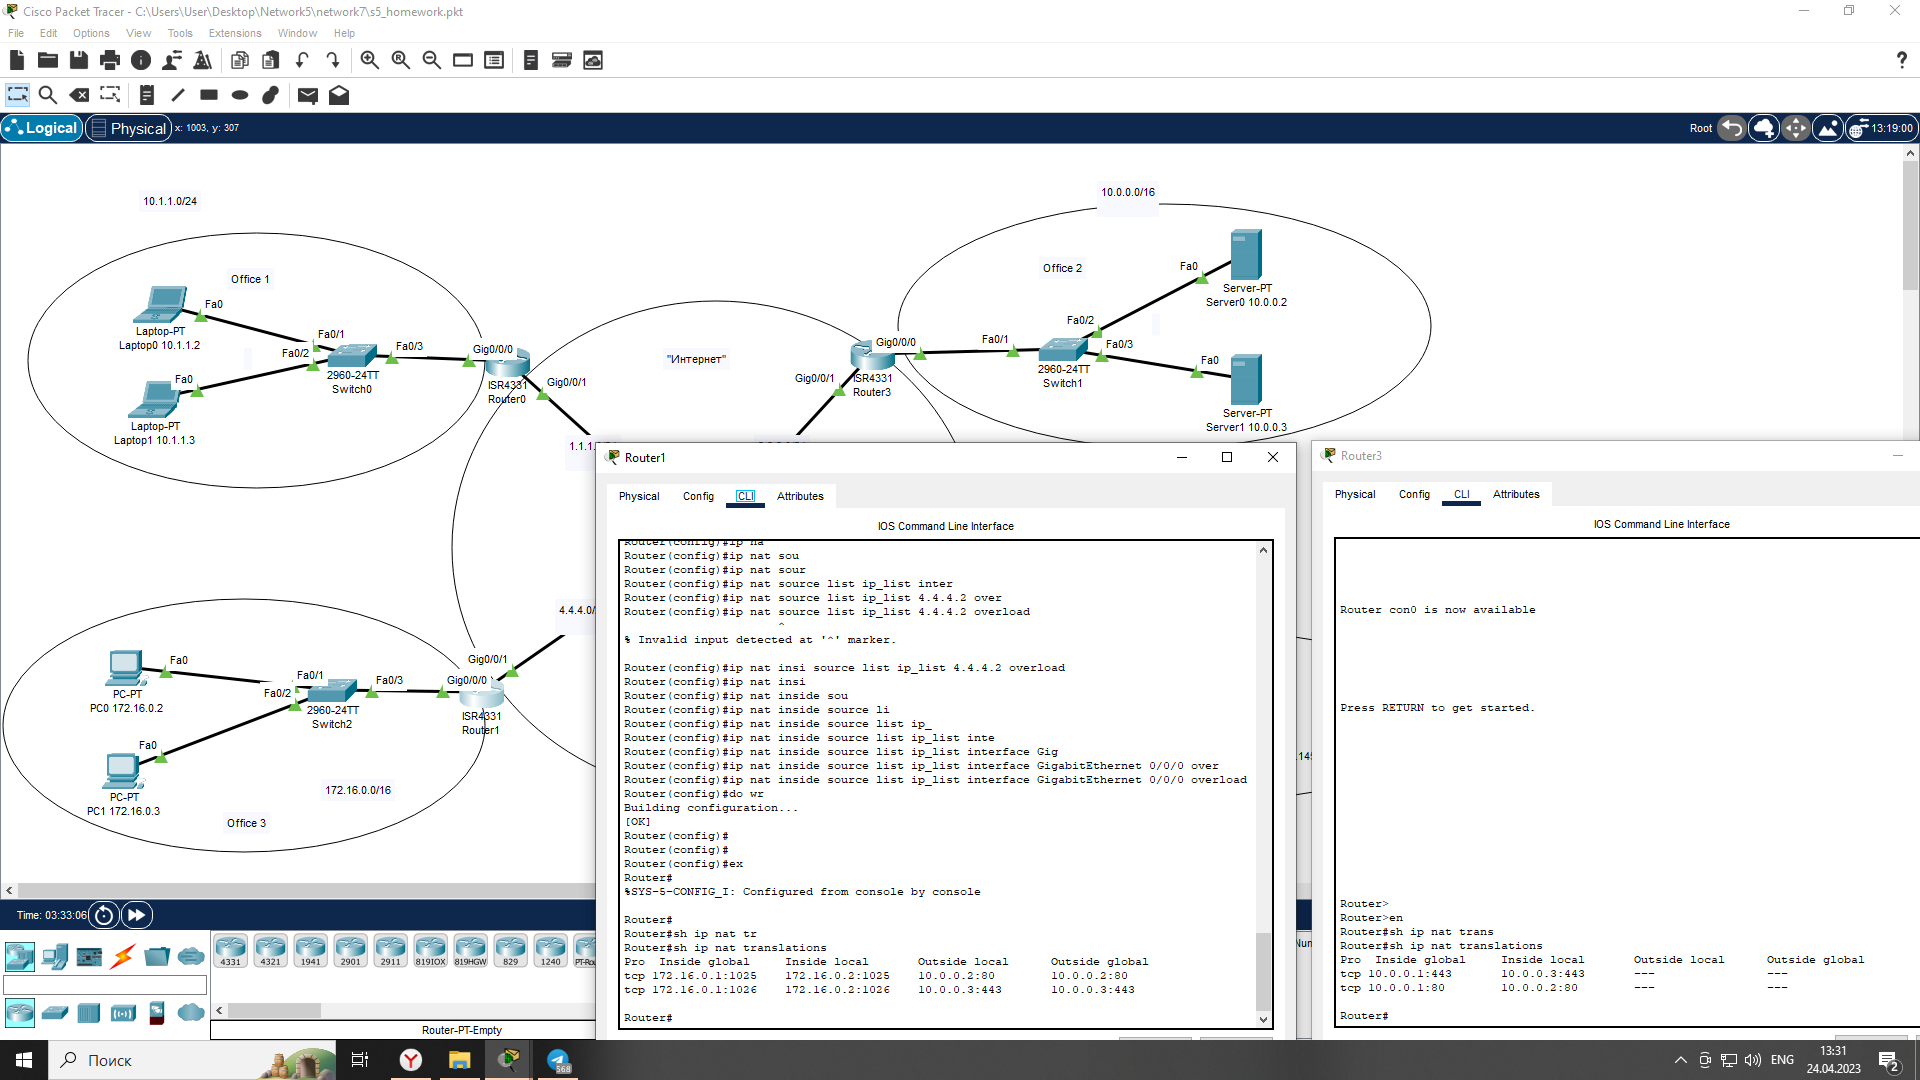 Cisco Packet Tracer - C:\Users\User\Desktop\Network5\network7\s5_homework.pkt
File Edit Options View Tools Extensions Window Help
Logical
Physical
x: 1003, y: 307
Root
13:19:00
10.1.1.0/24
Office 1
Fa0
Laptop-PT
Laptop0 10.1.1.2
Fa0
Laptop-PT
Laptop1 10.1.1.3
Fa0/1
Fa0/2
Fa0/3
2960-24TT
Switch0
Gig0/0/0
Gig0/0/1
ISR4331
Router0
1.1.1.
"Интернет"
10.0.0.0/16
Office 2
Gig0/0/0
Gig0/0/1
ISR4331
Router3
Fa0/1
Fa0/2
Fa0/3
2960-24TT
Switch1
Fa0
Server-PT
Server0 10.0.0.2
Fa0
Server-PT
Server1 10.0.0.3
4.4.4.0/
Gig0/0/1
Gig0/0/0
ISR4331
Router1
Fa0
PC-PT
PC0 172.16.0.2
Fa0
PC-PT
PC1 172.16.0.3
Fa0/1
Fa0/2
Fa0/3
2960-24TT
Switch2
172.16.0.0/16
Office 3
Router1
Physical Config CLI Attributes
IOS Command Line Interface
Router(config)#ip na
Router(config)#ip nat sou
Router(config)#ip nat sour
Router(config)#ip nat source list ip_list inter
Router(config)#ip nat source list ip_list 4.4.4.2 over
Router(config)#ip nat source list ip_list 4.4.4.2 overload
^
% Invalid input detected at '^' marker.
Router(config)#ip nat insi source list ip_list 4.4.4.2 overload
Router(config)#ip nat insi
Router(config)#ip nat inside sou
Router(config)#ip nat inside source li
Router(config)#ip nat inside source list ip_
Router(config)#ip nat inside source list ip_list inte
Router(config)#ip nat inside source list ip_list interface Gig
Router(config)#ip nat inside source list ip_list interface GigabitEthernet 0/0/0 over
Router(config)#ip nat inside source list ip_list interface GigabitEthernet 0/0/0 overload
Router(config)#do wr
Building configuration...
[OK]
Router(config)#
Router(config)#
Router(config)#ex
Router#
%SYS-5-CONFIG_I: Configured from console by console
Router#
Router#sh ip nat tr
Router#sh ip nat translations
Pro Inside global Inside local Outside local Outside global
tcp 172.16.0.1:1025 172.16.0.2:1025 10.0.0.2:80 10.0.0.2:80
tcp 172.16.0.1:1026 172.16.0.2:1026 10.0.0.3:443 10.0.0.3:443
Router#
Router3
Physical Config CLI Attributes
IOS Command Line Interface
Router con0 is now available
Press RETURN to get started.
Router>
Router>en
Router#sh ip nat trans
Router#sh ip nat translations
Pro Inside global Inside local Outside local Outside global
tcp 10.0.0.1:443 10.0.0.3:443 --- ---
tcp 10.0.0.1:80 10.0.0.2:80 --- ---
Router#
Time: 03:33:06
4331 4321 1941 2901 2911 819IOX 819HGW 829 1240 PT-Rou
Router-PT-Empty
Поиск
568
ENG
13:31
24.04.2023
2